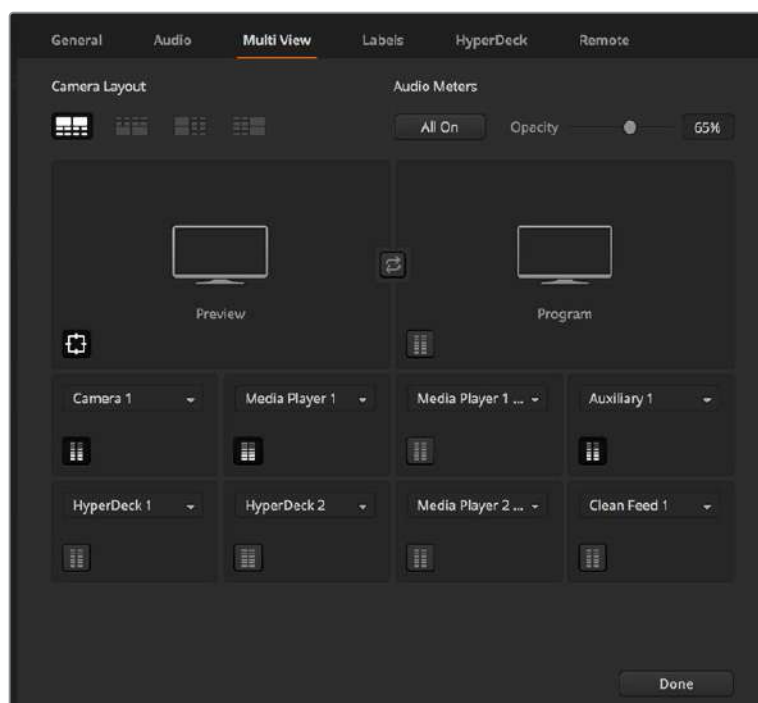 General Audio Multi View Labels HyperDeck Remote
Camera Layout Audio Meters
All On Opacity 65%
Preview Program
Camera 1 Media Player 1 Media Player 1 ... Auxiliary 1
HyperDeck 1 HyperDeck 2 Media Player 2 ... Clean Feed 1
Done